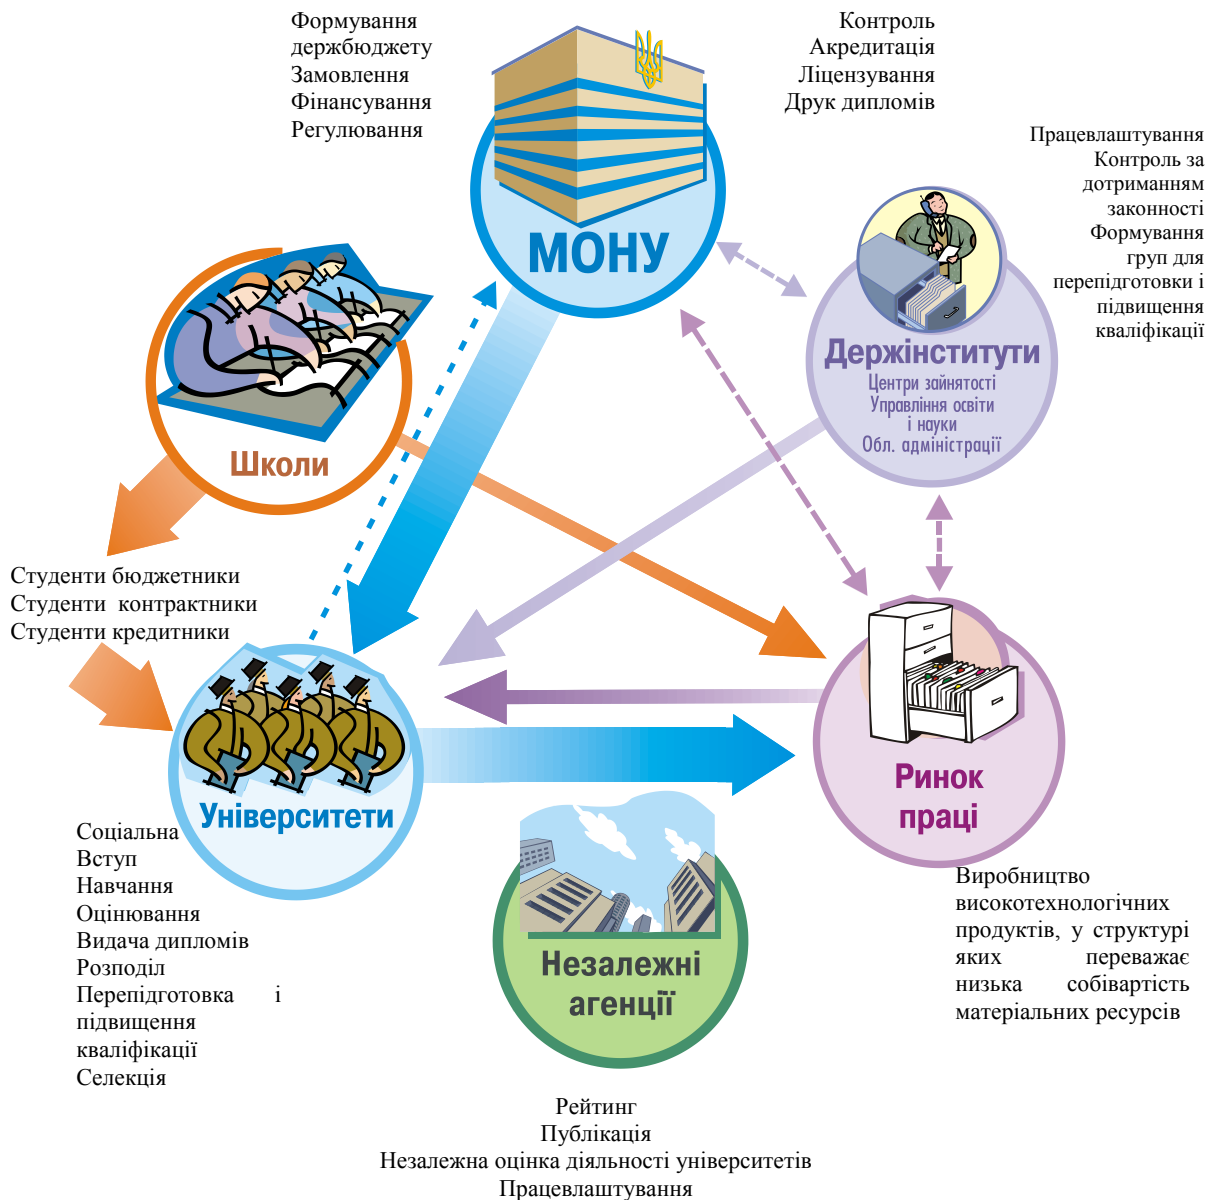 Формування
держбюджету
Замовлення
Фінансування
Регулювання
Контроль
Акредитація
Ліцензування
Друк дипломів
МОНУ
Працевлаштування
Контроль за
дотриманням
законності
Формування
груп для
перепідготовки і
підвищення
кваліфікації
Держінститути
Центри зайнятості
Управління освіти
і науки
Обл. адміністрації
Школи
Студенти бюджетники
Студенти контрактники
Студенти кредитники
Університети
Соціальна
Вступ
Навчання
Оцінювання
Видача дипломів
Розподіл
Перепідготовка і
підвищення
кваліфікації
Селекція
Ринок
праці
Виробництво
високотехнологічних
продуктів, у структурі
яких переважає
низька собівартість
матеріальних ресурсів
Незалежні
агенції
Рейтинг
Публікація
Незалежна оцінка діяльності університетів
Працевлаштування